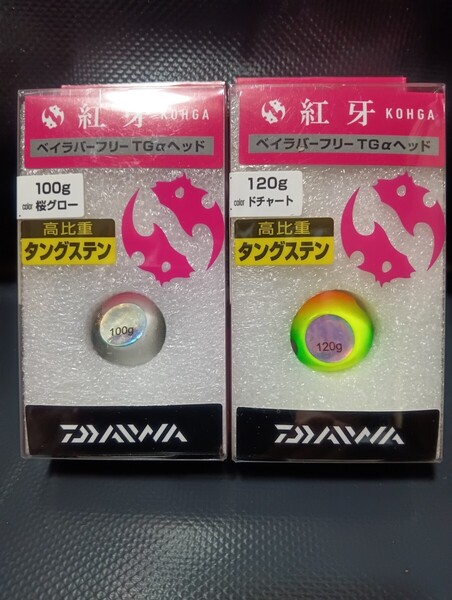 紅牙 KOHGA
ベイラバーフリーTGαヘッド
100g
color 桜グロー
高比重
タングステン
100g
DAIWA
紅牙 KOHGA
ベイラバーフリーTGαヘッド
120g
color ドチャート
高比重
タングステン
120g
DAIWA